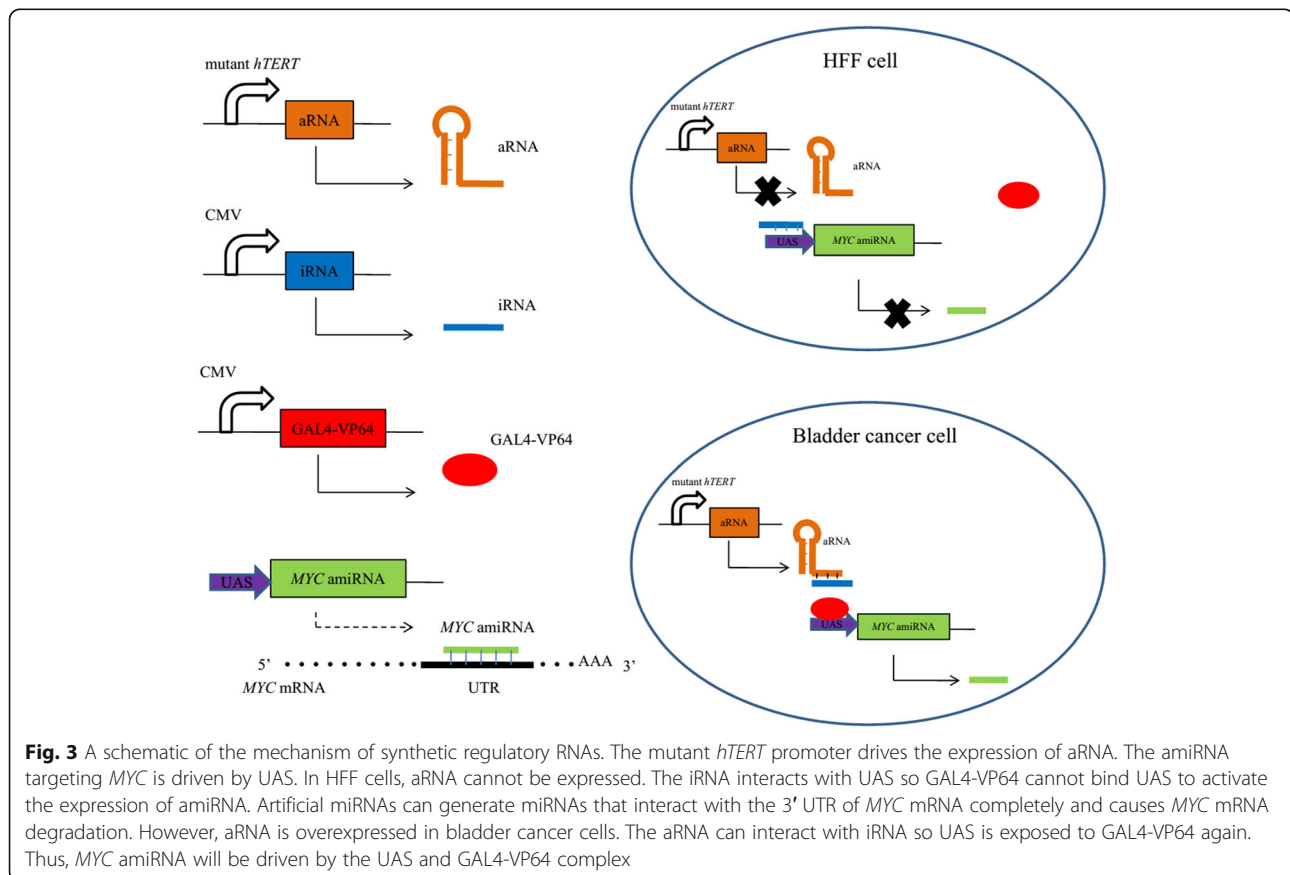 mutant hTERT
aRNA
aRNA
CMV
iRNA
iRNA
CMV
GAL4-VP64
GAL4-VP64
UAS
MYC amiRNA
MYC amiRNA
5’
AAA
3’
MYC mRNA
UTR
HFF cell
mutant hTERT
aRNA
aRNA
UAS
MYC amiRNA
Bladder cancer cell
mutant hTERT
aRNA
aRNA
UAS
MYC amiRNA
Fig. 3 A schematic of the mechanism of synthetic regulatory RNAs. The mutant hTERT promoter drives the expression of aRNA. The amiRNA
targeting MYC is driven by UAS. In HFF cells, aRNA cannot be expressed. The iRNA interacts with UAS so GAL4-VP64 cannot bind UAS to activate
the expression of amiRNA. Artificial miRNAs can generate miRNAs that interact with the 3′ UTR of MYC mRNA completely and causes MYC mRNA
degradation. However, aRNA is overexpressed in bladder cancer cells. The aRNA can interact with iRNA so UAS is exposed to GAL4-VP64 again.
Thus, MYC amiRNA will be driven by the UAS and GAL4-VP64 complex